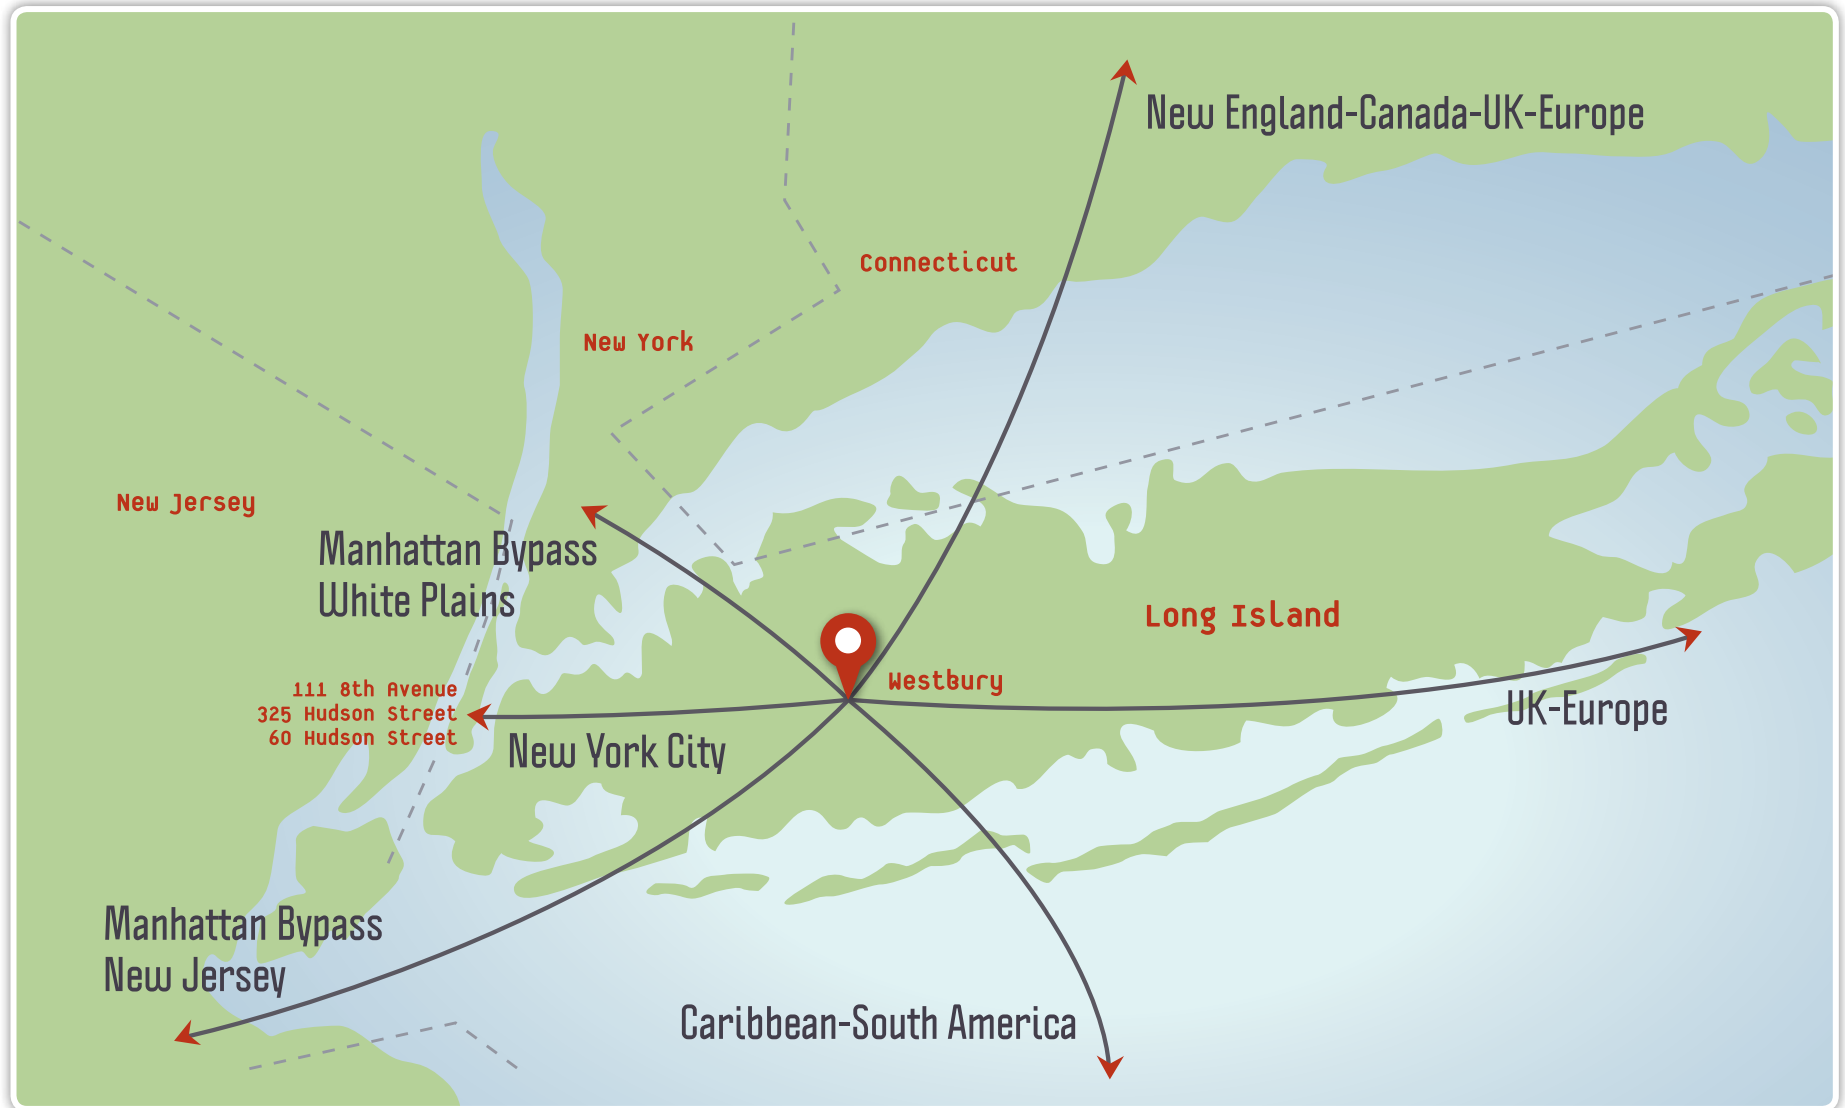 New England-Canada-UK-Europe
Connecticut
New York
New Jersey
Manhattan Bypass
White Plains
Long Island
Westbury
111 8th Avenue
325 Hudson Street
60 Hudson Street
UK-Europe
New York City
Manhattan Bypass
New Jersey
Caribbean-South America